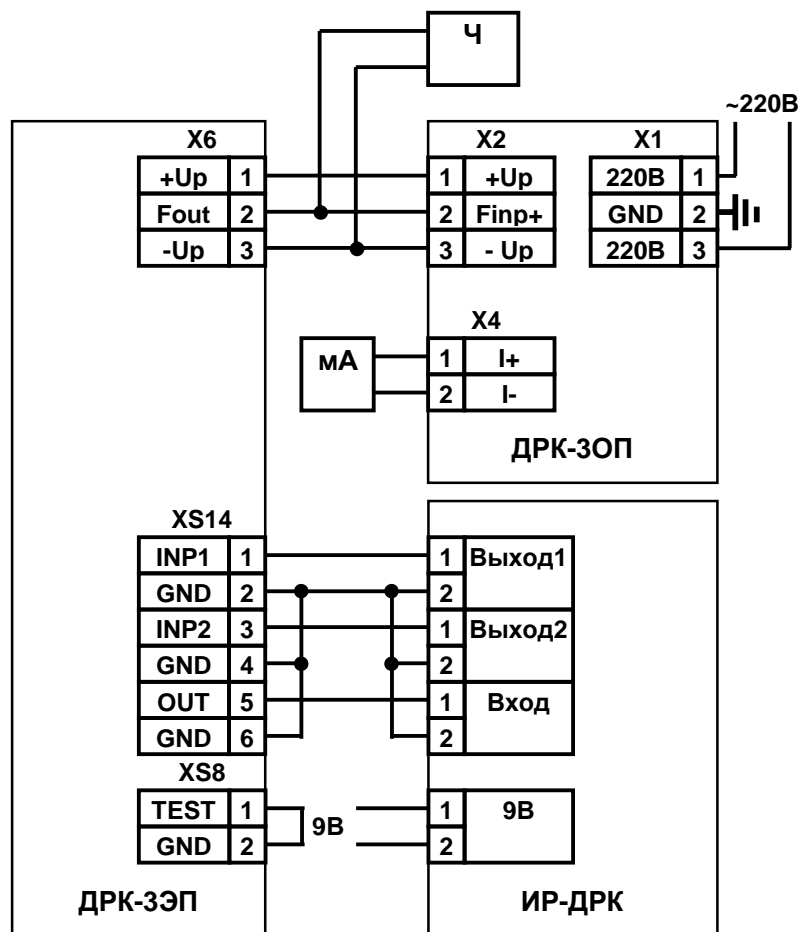 Ч
~220В
X6
+Up 1
Fout 2
-Up 3
X2
1 +Up
2 Finp+
3 - Up
X1
220В 1
GND 2
220В 3
мА
X4
1 I+
2 I-
ДРК-3ОП
XS14
INP1 1
GND 2
INP2 3
GND 4
OUT 5
GND 6
1 Выход1
2
1 Выход2
2
1 Вход
2
XS8
TEST 1
GND 2
9В
1 9В
2
ДРК-3ЭП
ИР-ДРК